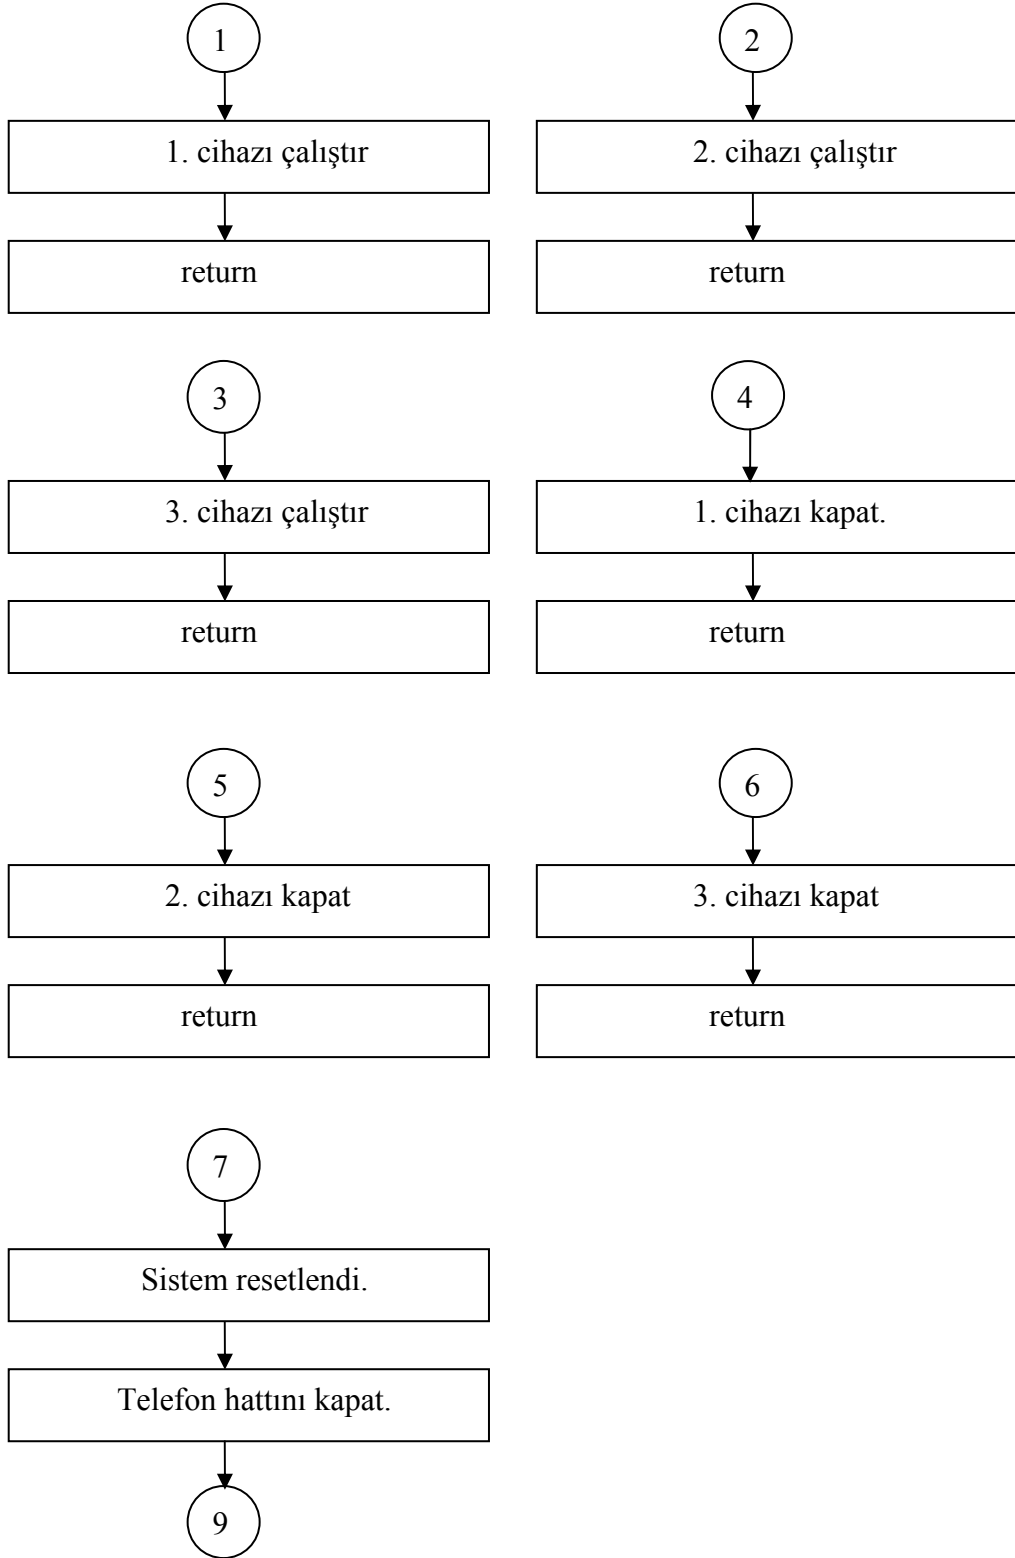 1
1. cihazı çalıştır
return
2
2. cihazı çalıştır
return
3
3. cihazı çalıştır
return
4
1. cihazı kapat.
return
5
2. cihazı kapat
return
6
3. cihazı kapat
return
7
Sistem resetlendi.
Telefon hattını kapat.
9